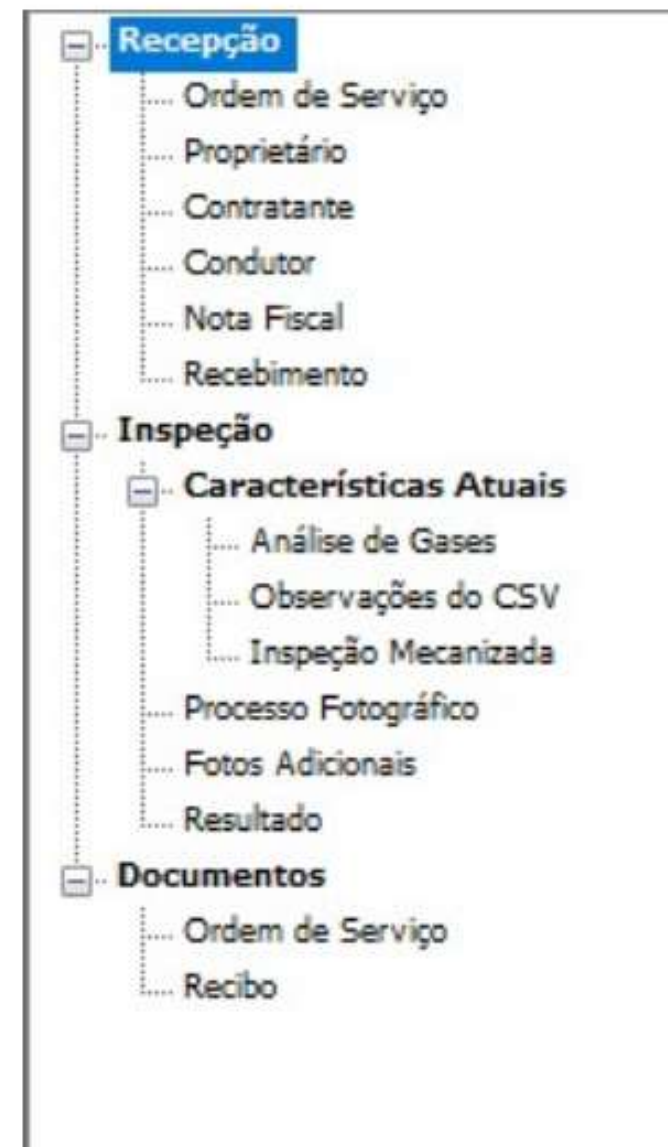 Recepção
Ordem de Serviço
Proprietário
Contratante
Condutor
Nota Fiscal
Recebimento
Inspeção
Características Atuais
Análise de Gases
Observações do CSV
Inspeção Mecanizada
Processo Fotográfico
Fotos Adicionais
Resultado
Documentos
Ordem de Serviço
Recibo